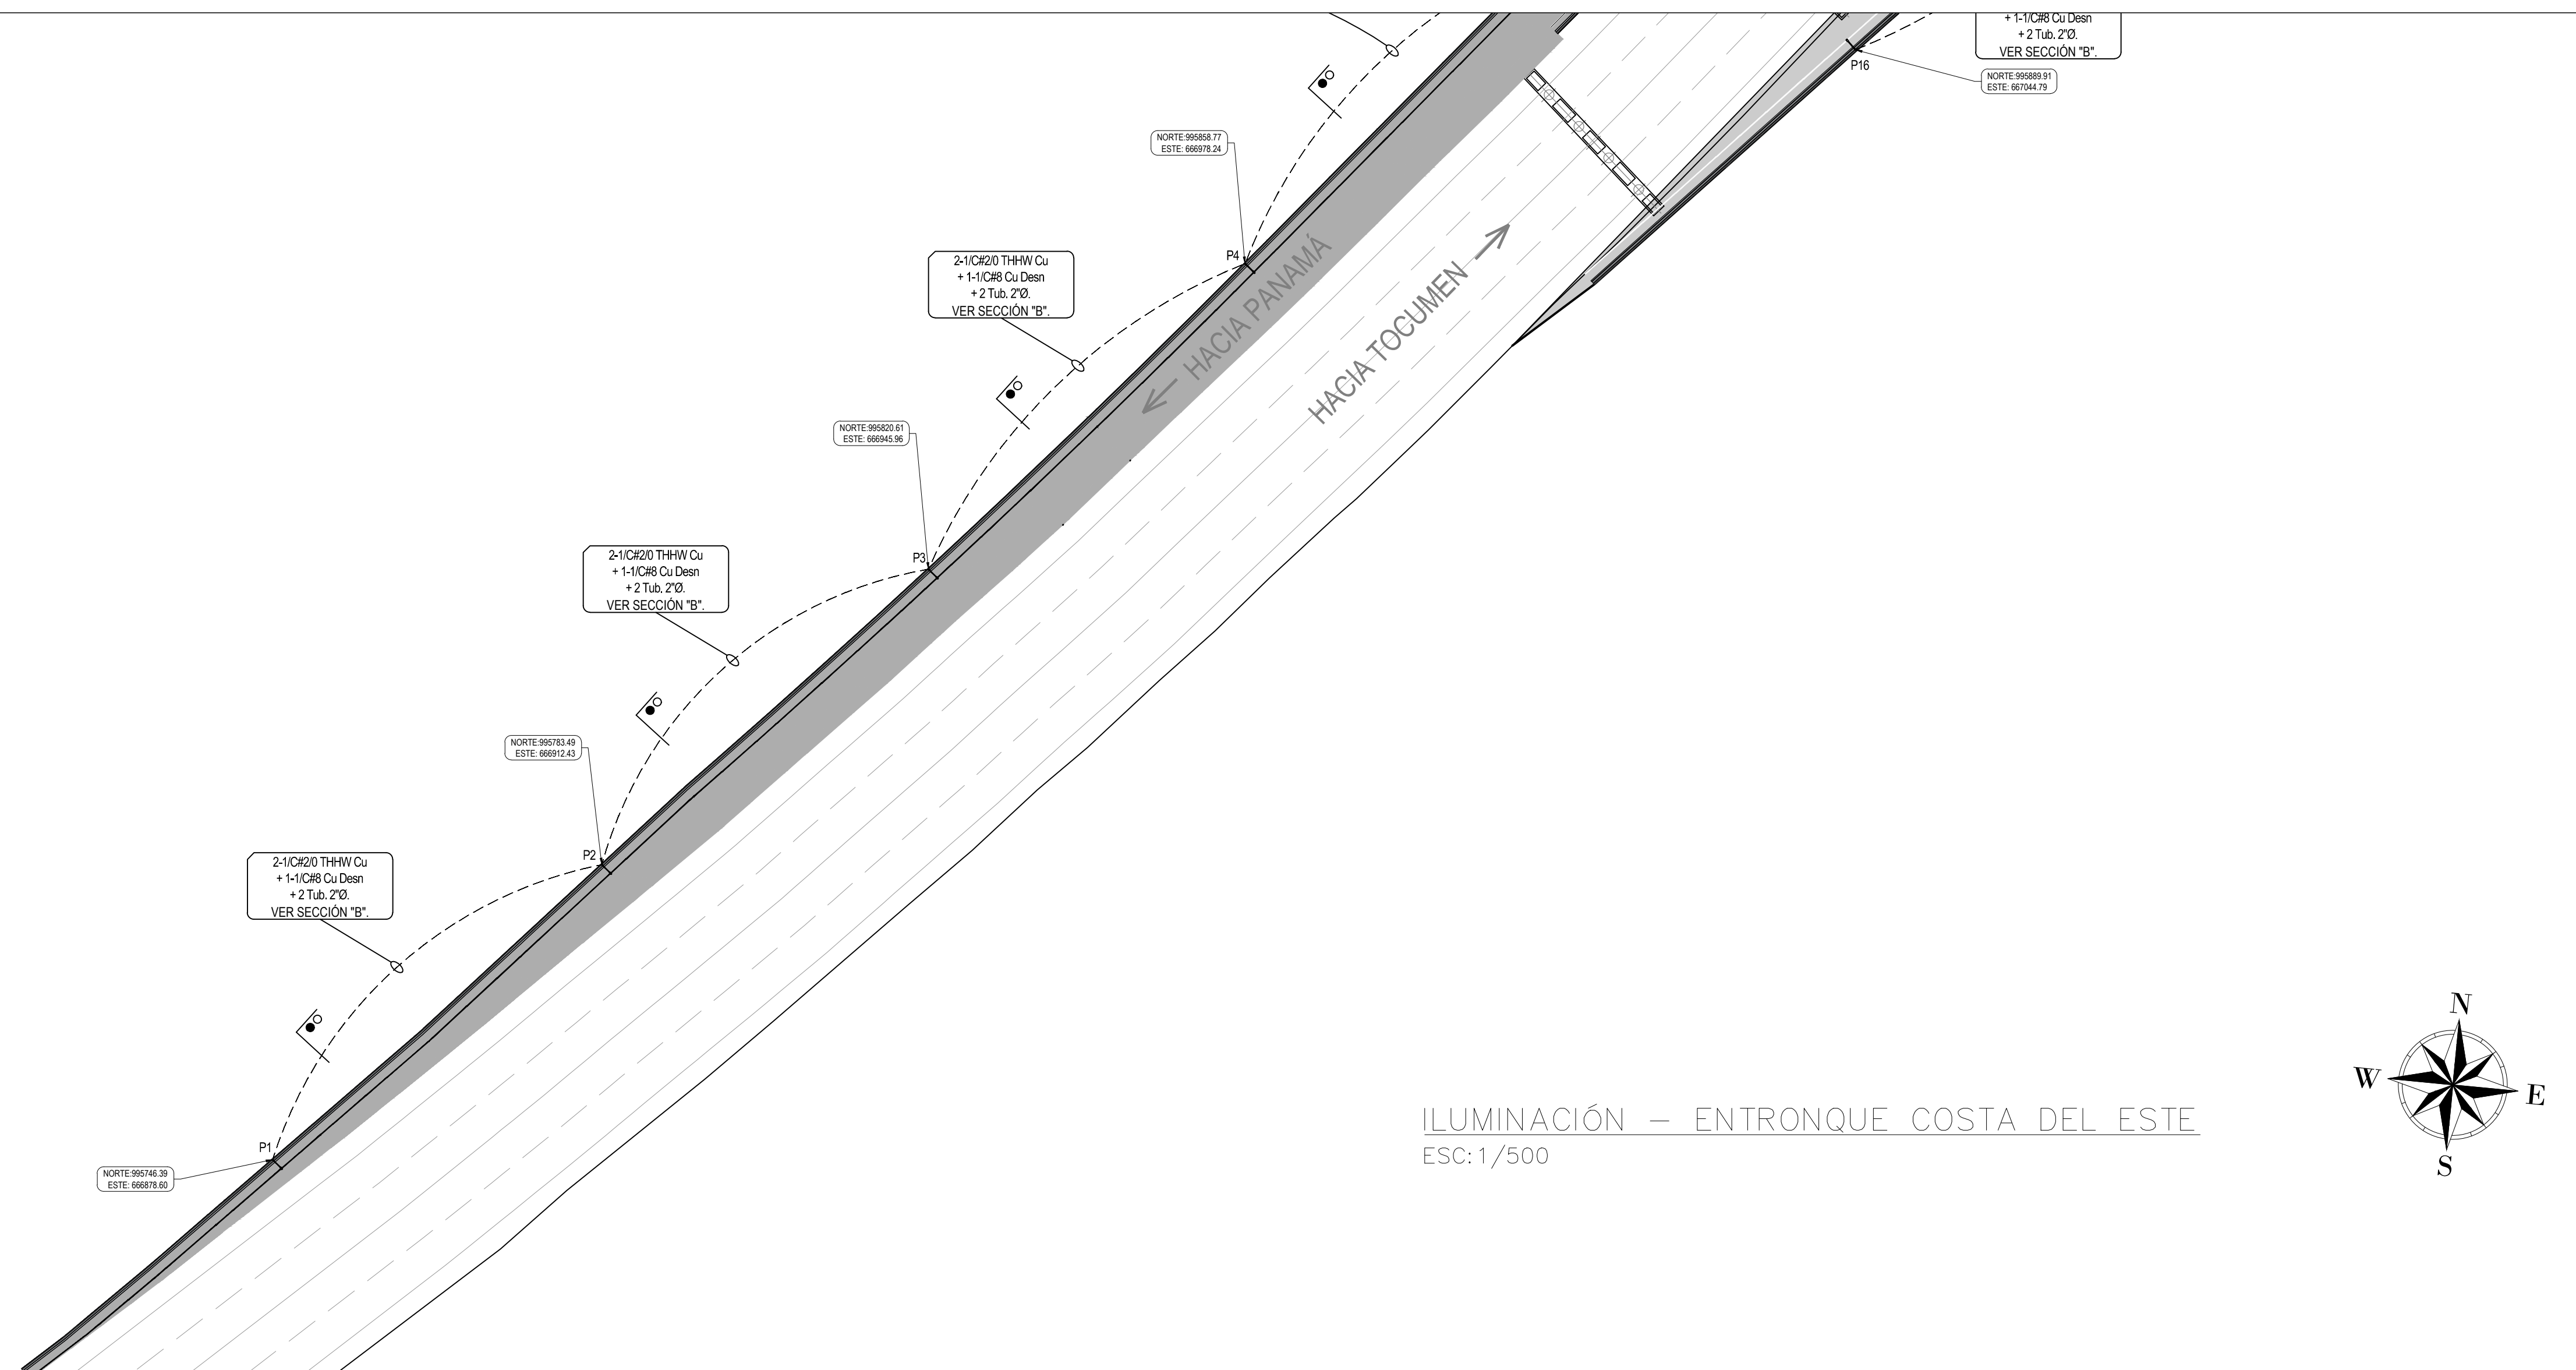 + 1-1/C#8 Cu Desn
+ 2 Tub. 2"Ø.
VER SECCIÓN "B".
P16
NORTE:995889.91
ESTE: 667044.79
NORTE:995858.77
ESTE: 666978.24
P4
2-1/C#2/0 THHW Cu
+ 1-1/C#8 Cu Desn
+ 2 Tub. 2"Ø.
VER SECCIÓN "B".
HACIA PANAMÁ
HACIA TOCUMEN
NORTE:995820.61
ESTE: 666945.96
P3
2-1/C#2/0 THHW Cu
+ 1-1/C#8 Cu Desn
+ 2 Tub. 2"Ø.
VER SECCIÓN "B".
NORTE:995783.49
ESTE: 666912.43
P2
2-1/C#2/0 THHW Cu
+ 1-1/C#8 Cu Desn
+ 2 Tub. 2"Ø.
VER SECCIÓN "B".
P1
NORTE:995746.39
ESTE: 666878.60
ILUMINACIÓN – ENTRONQUE COSTA DEL ESTE
ESC:1/500
N
W
E
S